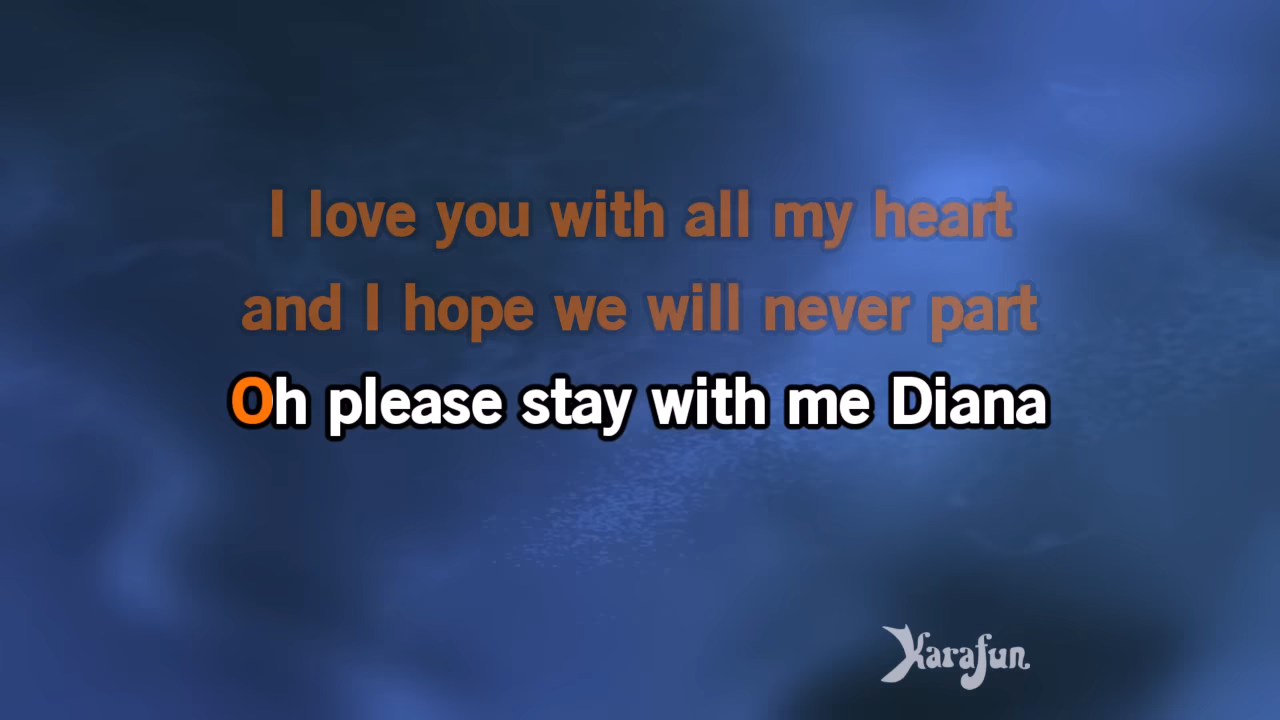 I love you with all my heart
and I hope we will never part
Oh please stay with me Diana
Karafun